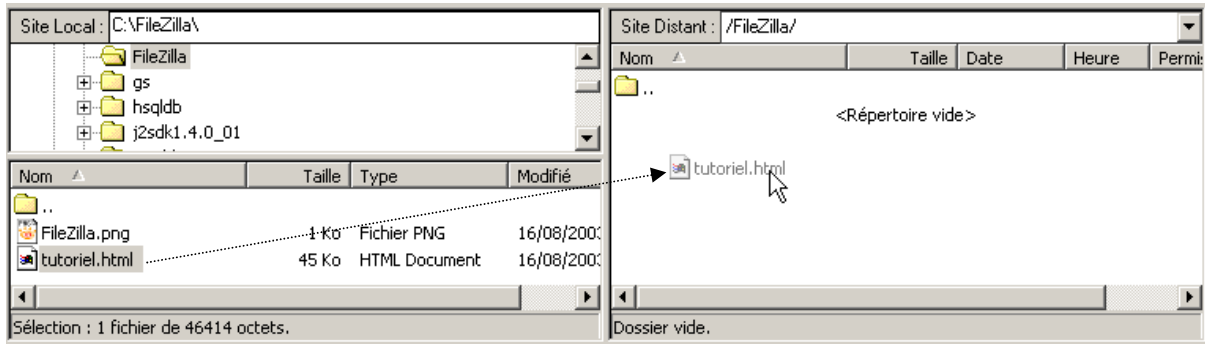 Site Local : C:\FileZilla\
FileZilla
gs
hsqldb
j2sdk1.4.0_01
Nom Taille Type Modifié
..
FileZilla.png 1 Ko Fichier PNG 16/08/2003
tutoriel.html 45 Ko HTML Document 16/08/2003
Sélection : 1 fichier de 46414 octets.
Site Distant : /FileZilla/
Nom Taille Date Heure Permis
..
<Répertoire vide>
tutoriel.html
Dossier vide.